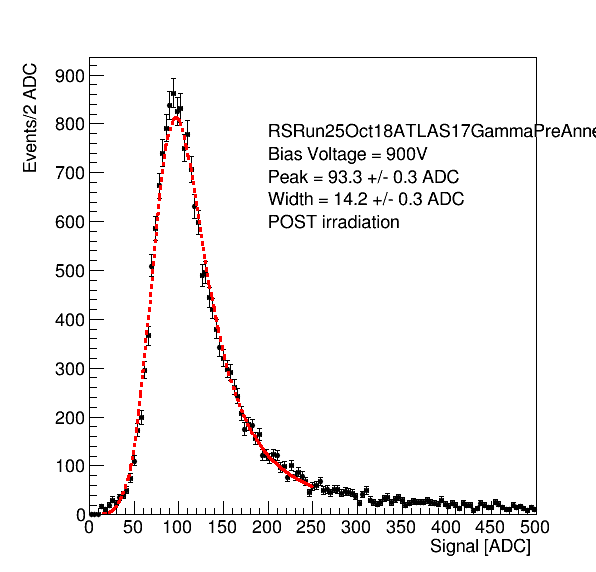 Events/2 ADC
900
800
700
600
500
400
300
200
100
0
RSRun25Oct18ATLAS17GammaPreAnne
Bias Voltage = 900V
Peak = 93.3 +/- 0.3 ADC
Width = 14.2 +/- 0.3 ADC
POST irradiation
0 50 100 150 200 250 300 350 400 450 500
Signal [ADC]